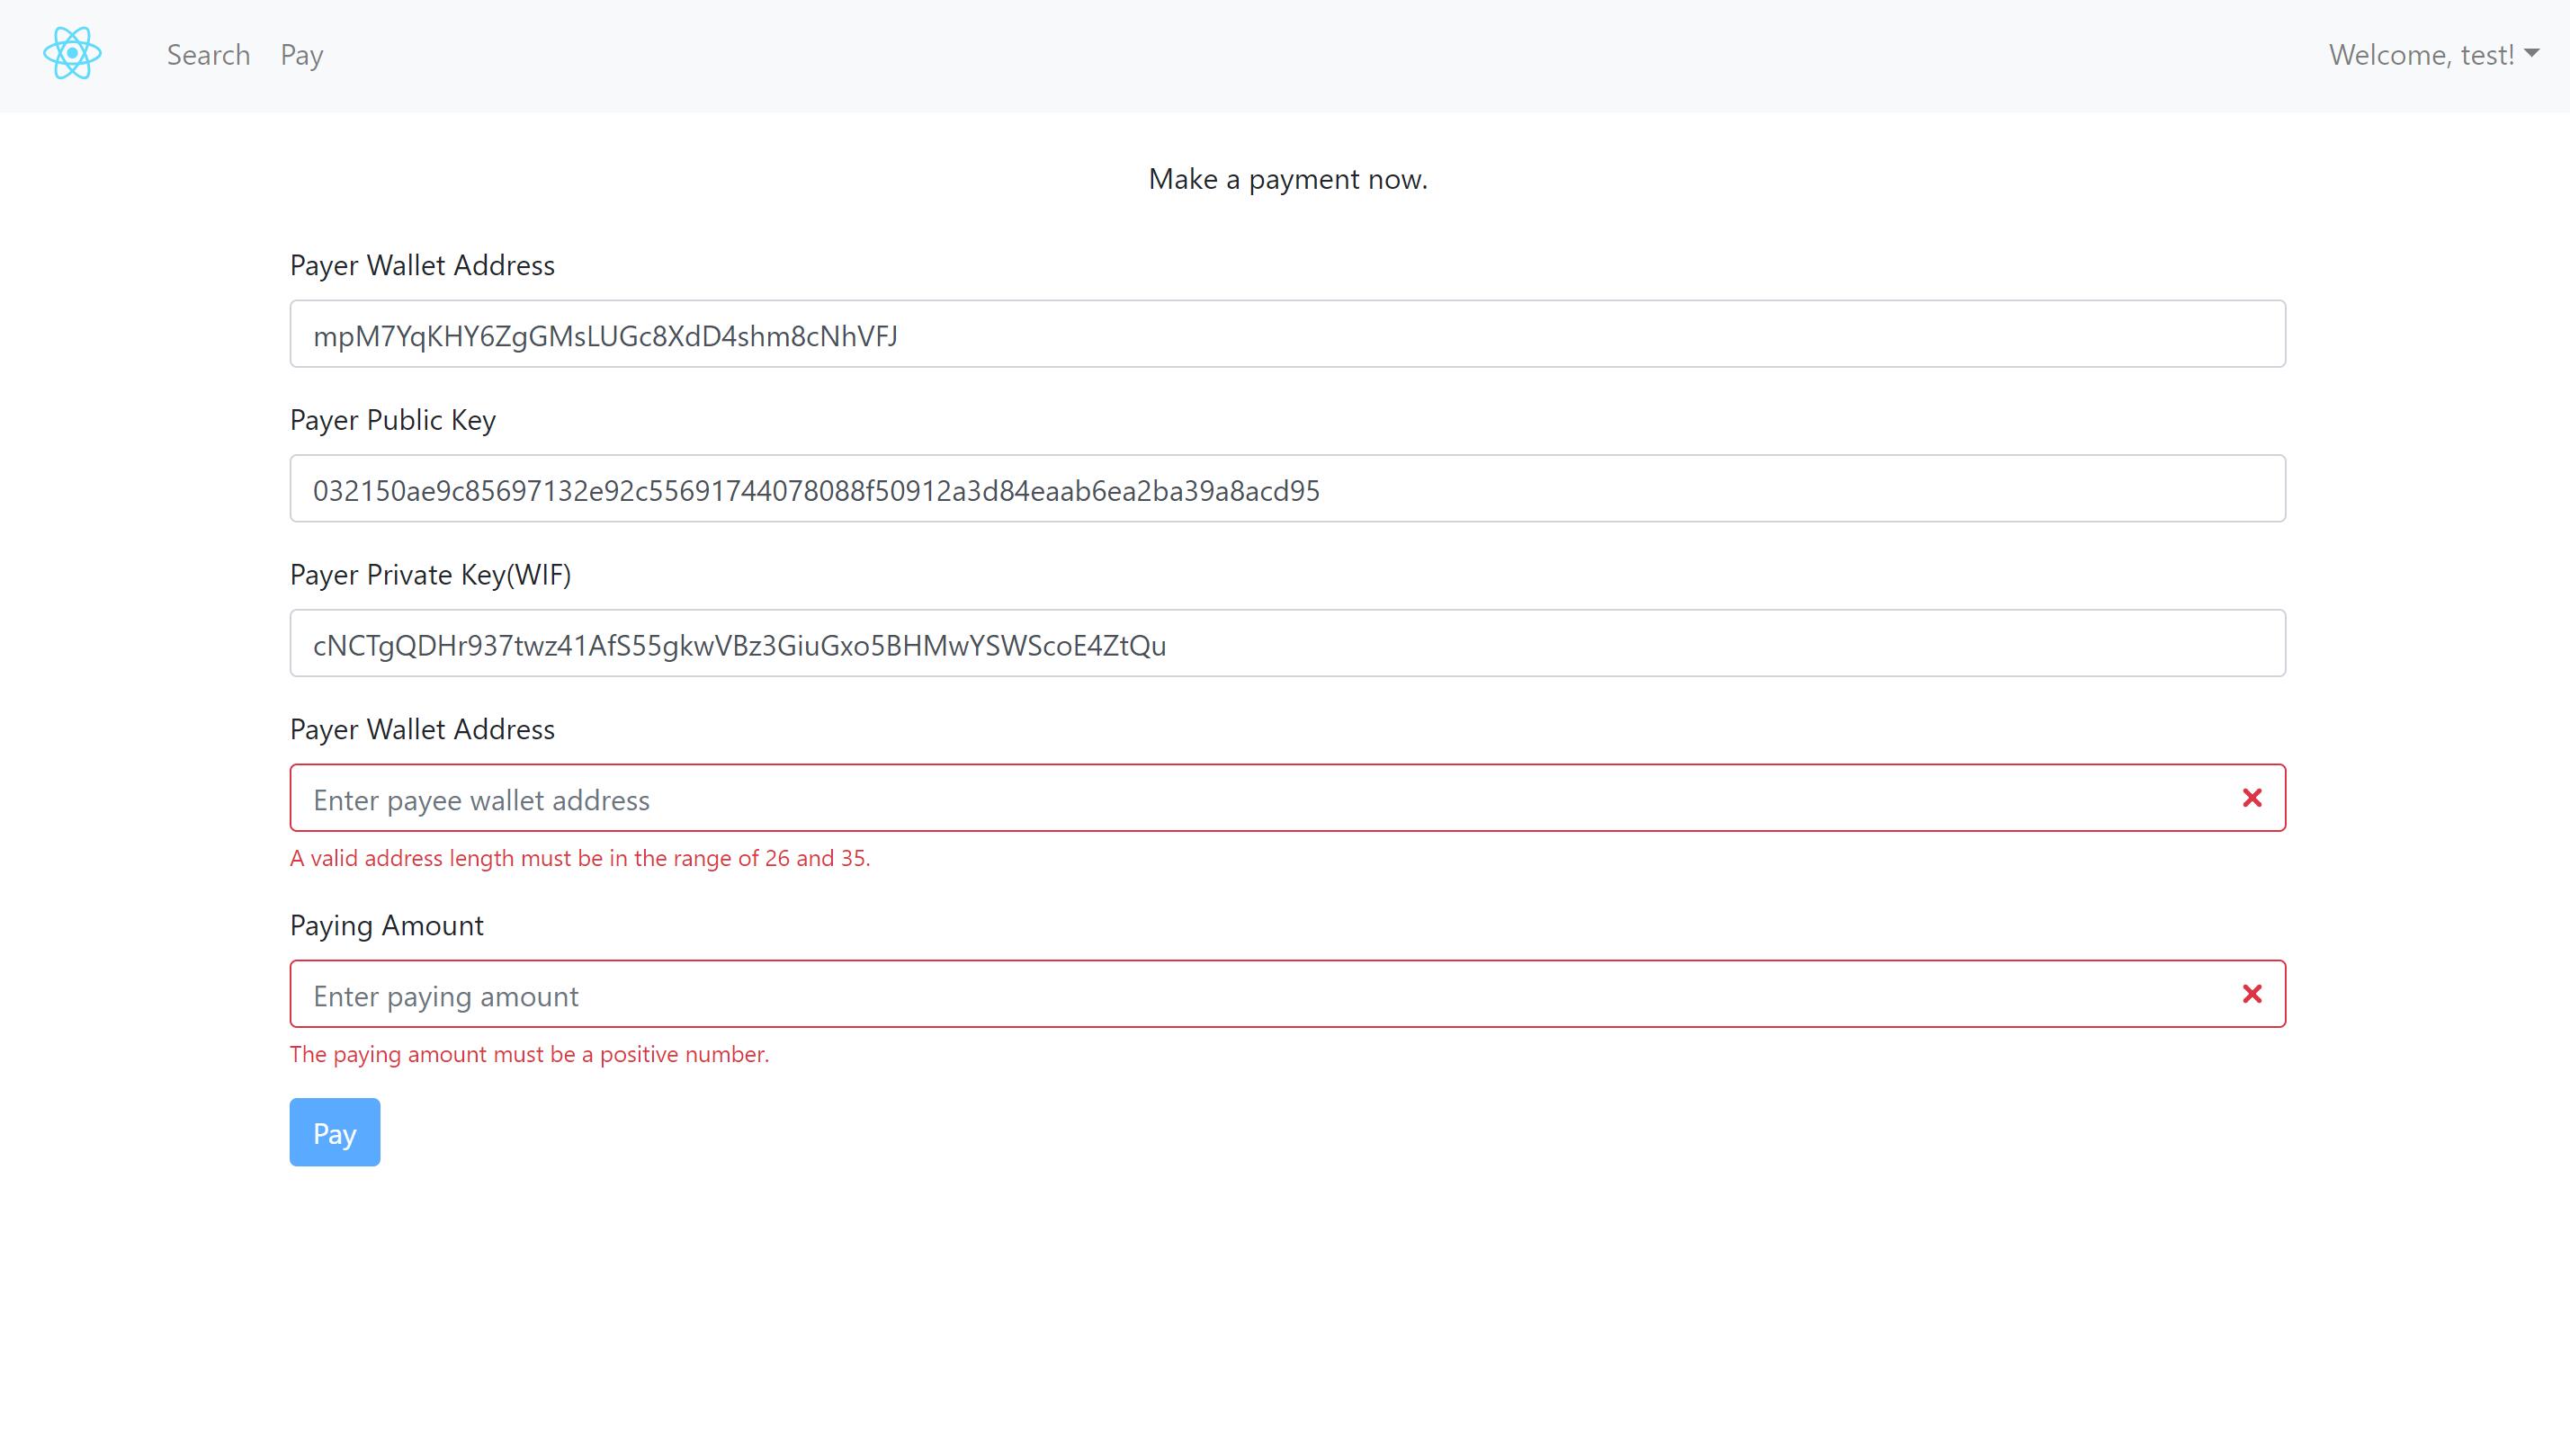 Search Pay Welcome, test!
Make a payment now.
Payer Wallet Address
mpM7YqKHY6ZgGMsLUGc8XdD4shm8cNhVFJ
Payer Public Key
032150ae9c85697132e92c55691744078088f50912a3d84eaab6ea2ba39a8acd95
Payer Private Key(WIF)
cNCTgQDHr937twz41AfS55gkwVBz3GiuGxo5BHMwYSWScoE4ZtQu
Payer Wallet Address
Enter payee wallet address
A valid address length must be in the range of 26 and 35.
Paying Amount
Enter paying amount
The paying amount must be a positive number.
Pay